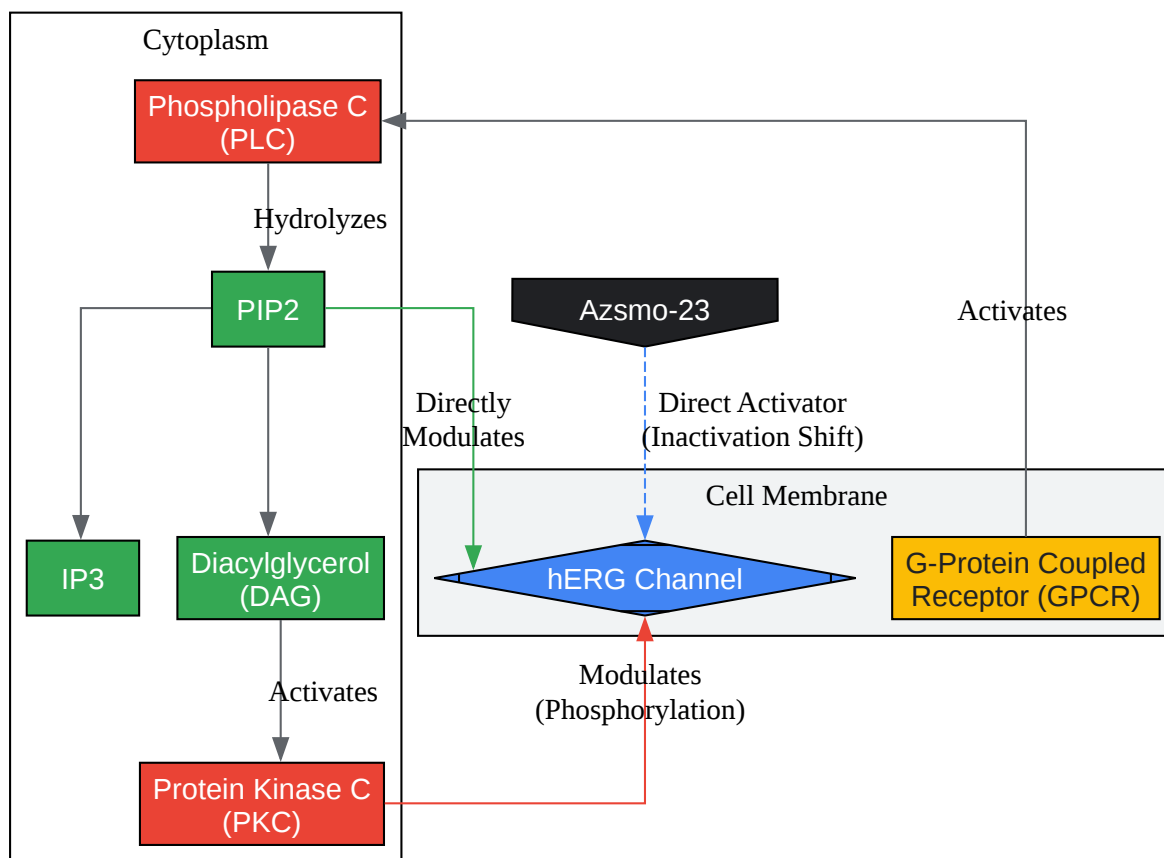 Cytoplasm
Phospholipase C
(PLC)
Hydrolyzes
PIP2
Azsmo-23
Activates
Directly
Modulates
Direct Activator
(Inactivation Shift)
Cell Membrane
IP3
Diacylglycerol
(DAG)
hERG Channel
G-Protein Coupled
Receptor (GPCR)
Activates
Modulates
(Phosphorylation)
Protein Kinase C
(PKC)